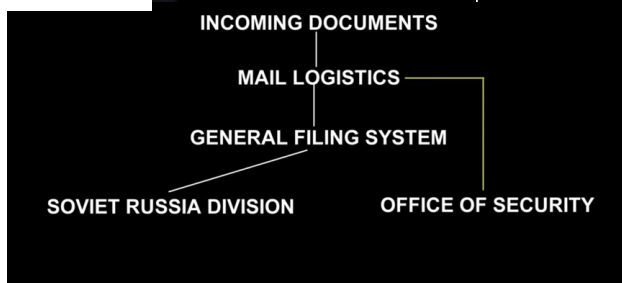 INCOMING DOCUMENTS
MAIL LOGISTICS
GENERAL FILING SYSTEM
SOVIET RUSSIA DIVISION
OFFICE OF SECURITY